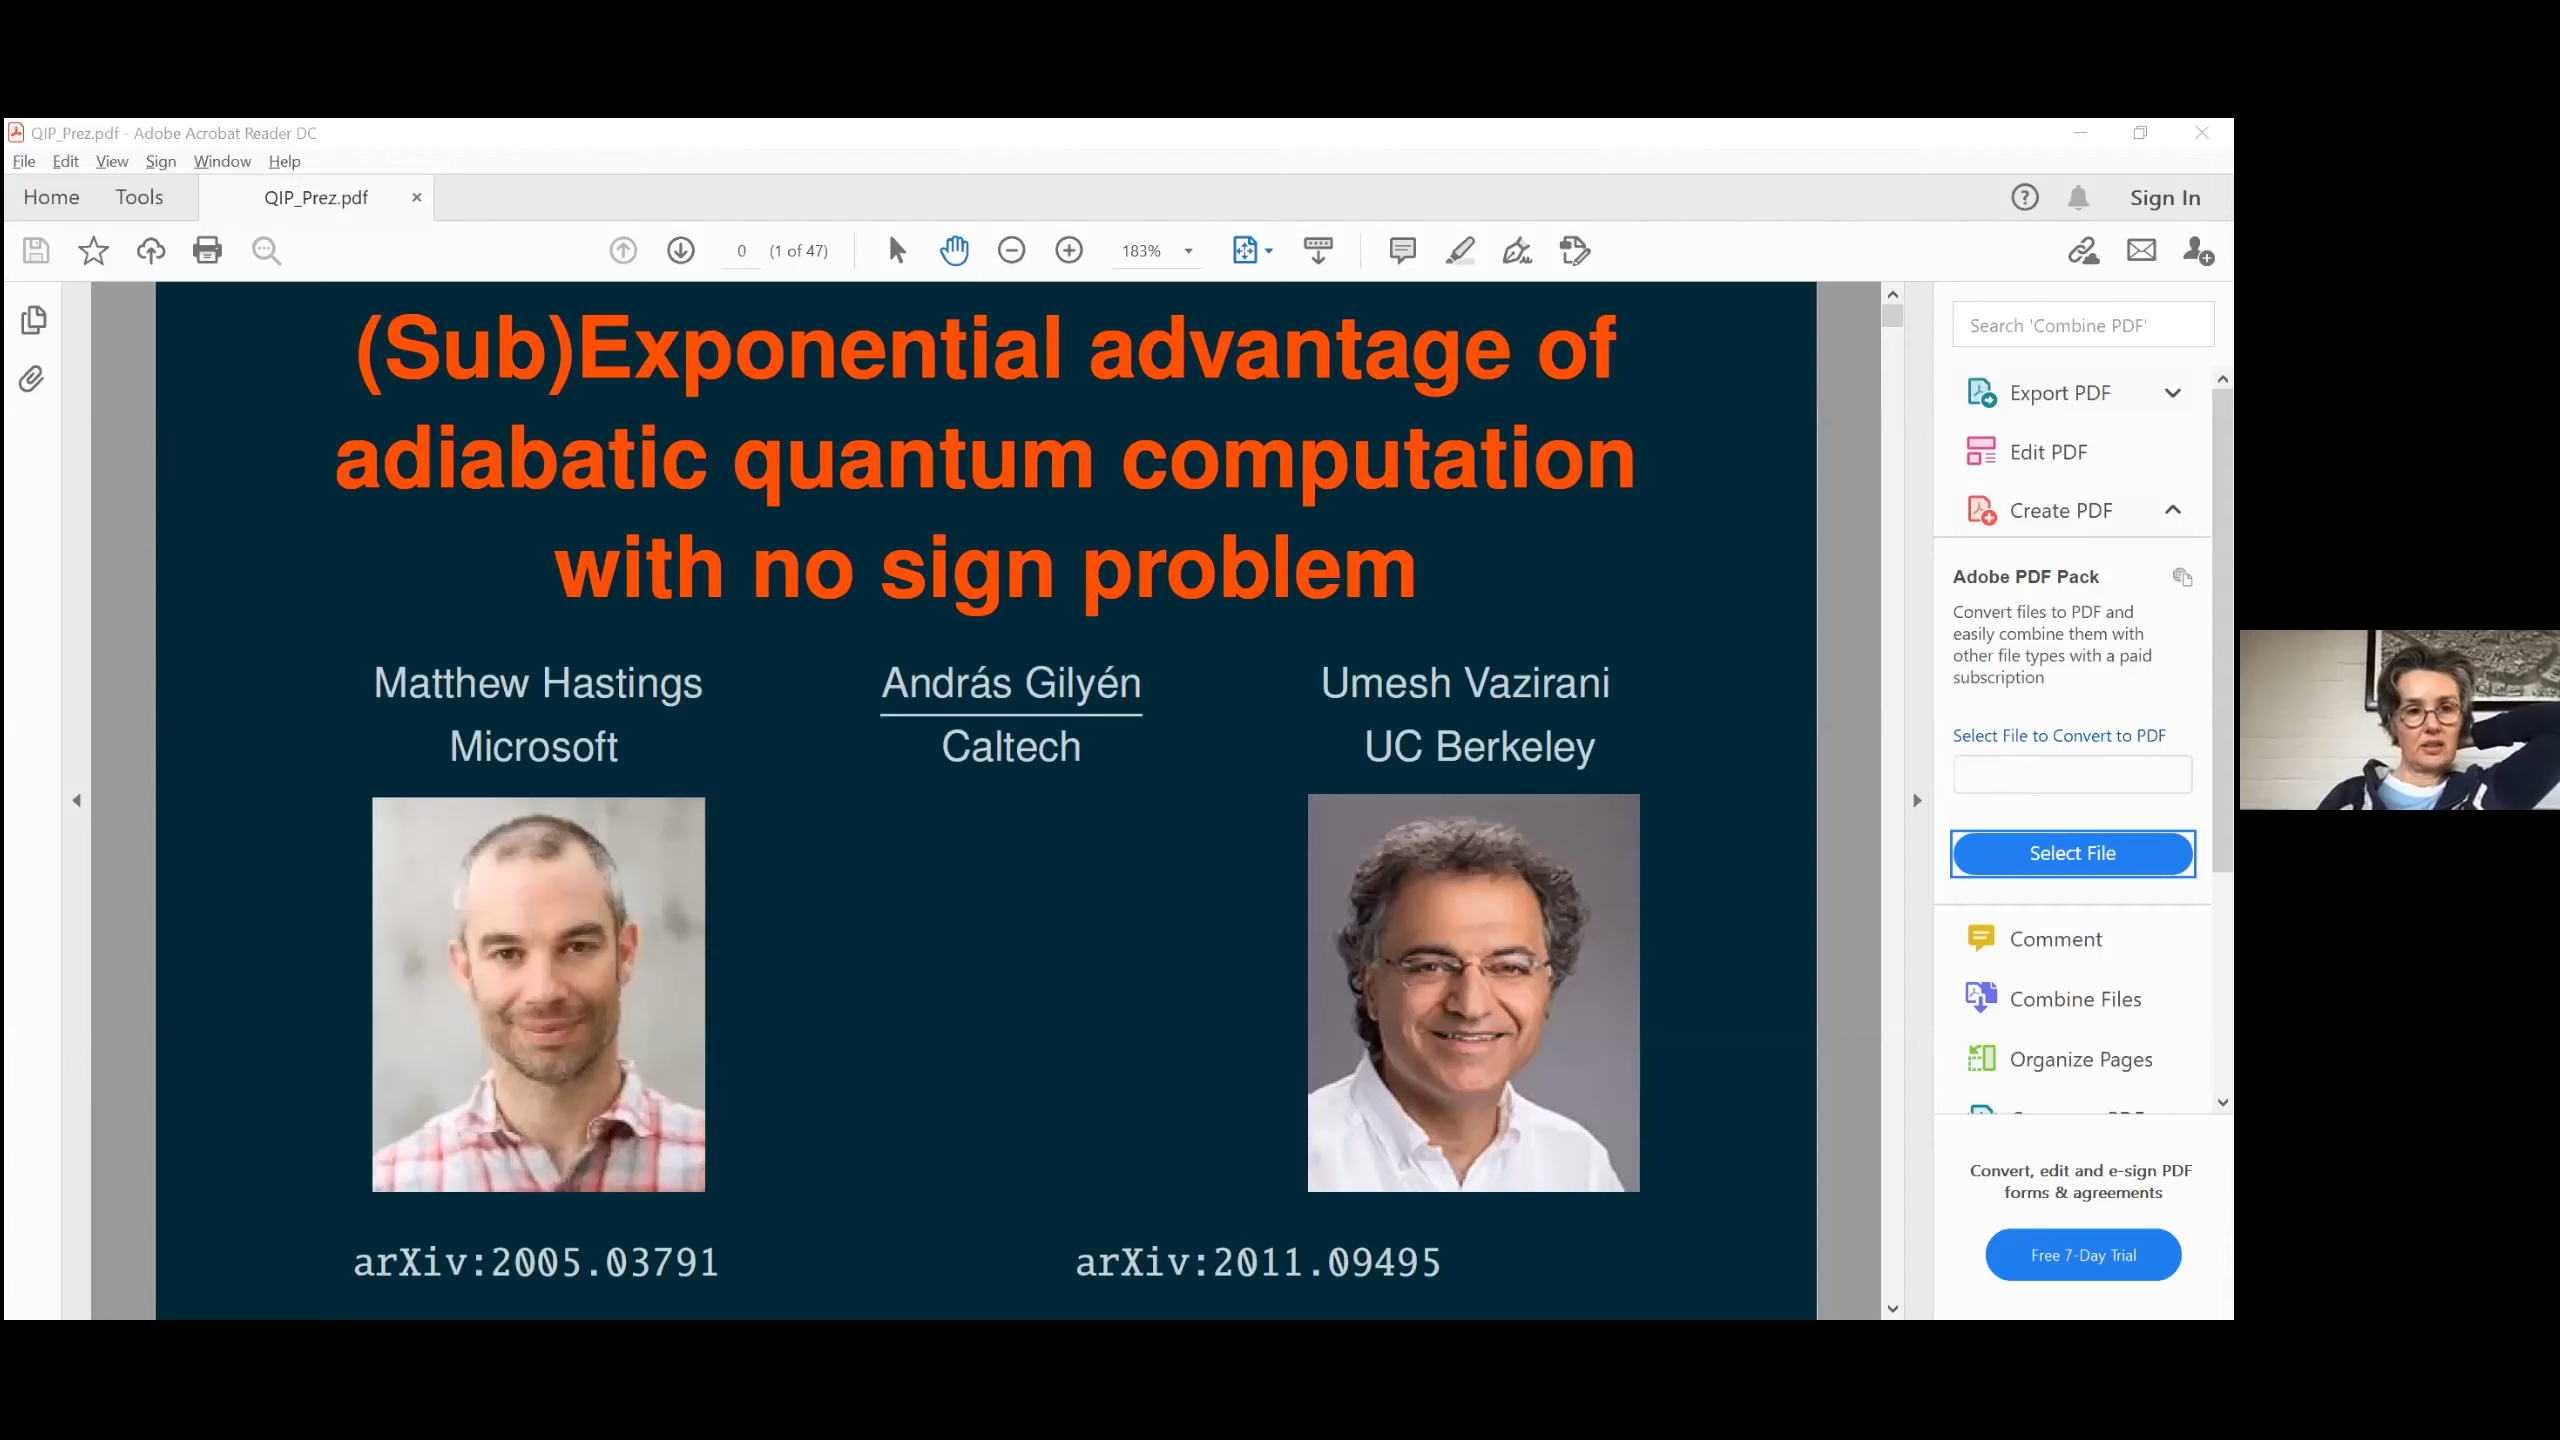 QIP_Prez.pdf - Adobe Acrobat Reader DC
File Edit View Sign Window Help
Home Tools QIP_Prez.pdf × Sign In
0 (1 of 47) 183%
(Sub)Exponential advantage of
adiabatic quantum computation
with no sign problem
Matthew Hastings András Gilyén Umesh Vazirani
Microsoft Caltech UC Berkeley
arXiv:2005.03791 arXiv:2011.09495
Search 'Combine PDF'
Export PDF
Edit PDF
Create PDF
Adobe PDF Pack
Convert files to PDF and
easily combine them with
other file types with a paid
subscription
Select File to Convert to PDF
Select File
Comment
Combine Files
Organize Pages
Convert, edit and e-sign PDF
forms & agreements
Free 7-Day Trial